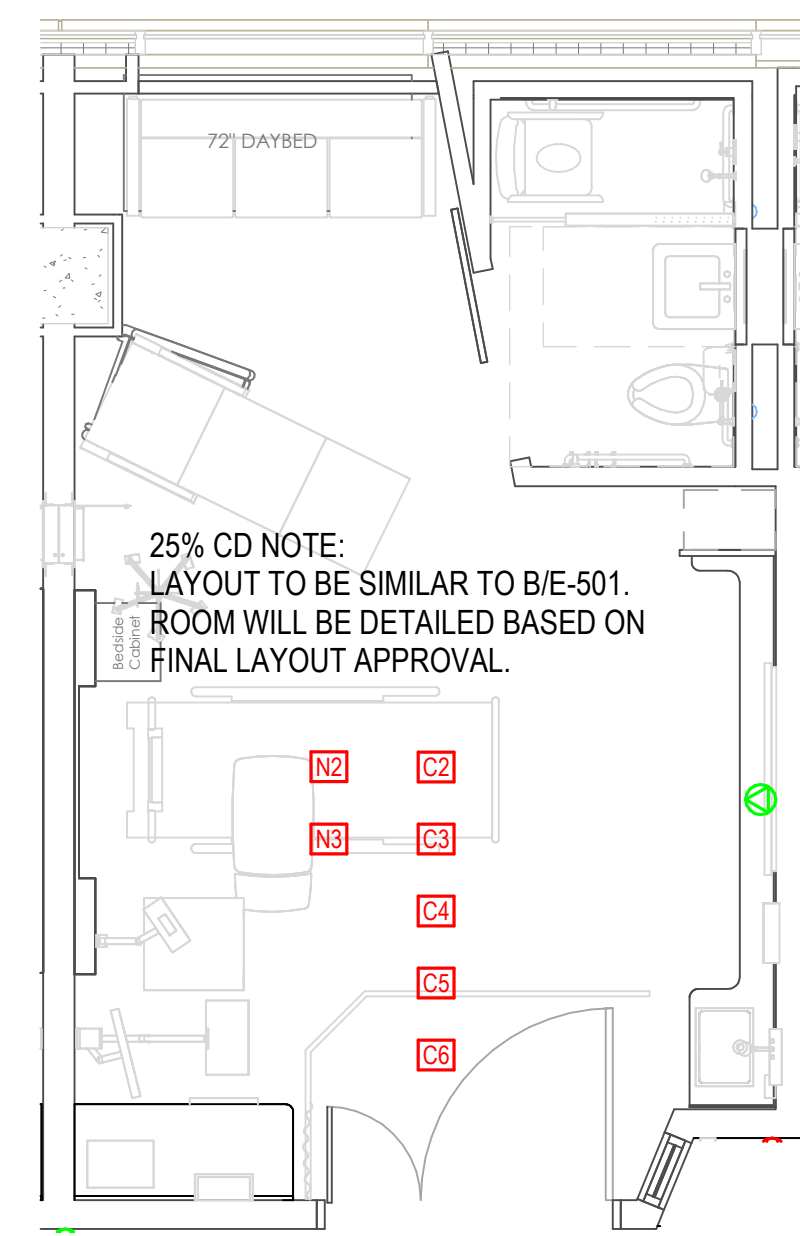 72" DAYBED
25% CD NOTE:
LAYOUT TO BE SIMILAR TO B/E-501.
ROOM WILL BE DETAILED BASED ON
FINAL LAYOUT APPROVAL.
Bedside
Cabinet
N2
C2
N3
C3
C4
C5
C6